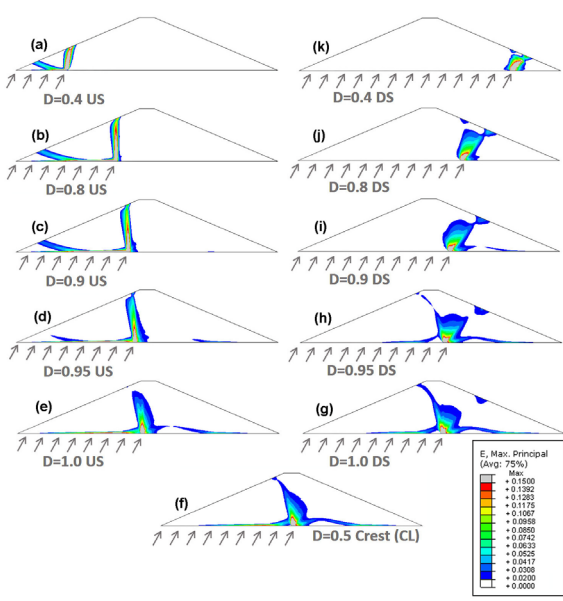 (a)
D=0.4 US
(k)
D=0.4 DS
(b)
D=0.8 US
(j)
D=0.8 DS
(c)
D=0.9 US
(i)
D=0.9 DS
(d)
D=0.95 US
(h)
D=0.95 DS
(e)
D=1.0 US
(g)
D=1.0 DS
(f)
D=0.5 Crest (CL)
E, Max. Principal
(Avg: 75%)
Max
+ 0.1500
+ 0.1392
+ 0.1283
+ 0.1175
+ 0.1067
+ 0.0958
+ 0.0850
+ 0.0742
+ 0.0633
+ 0.0525
+ 0.0417
+ 0.0308
+ 0.0200
+ 0.0000